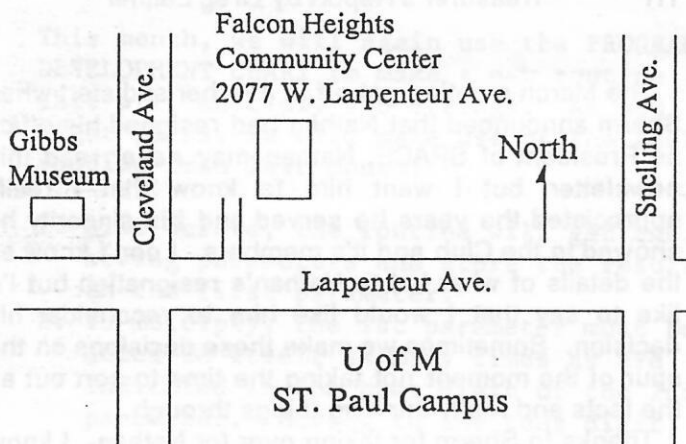 Falcon Heights
Community Center
2077 W. Larpenteur Ave.
Gibbs
Museum
Cleveland Ave.
North
Snelling Ave.
Larpenteur Ave.
U of M
ST. Paul Campus